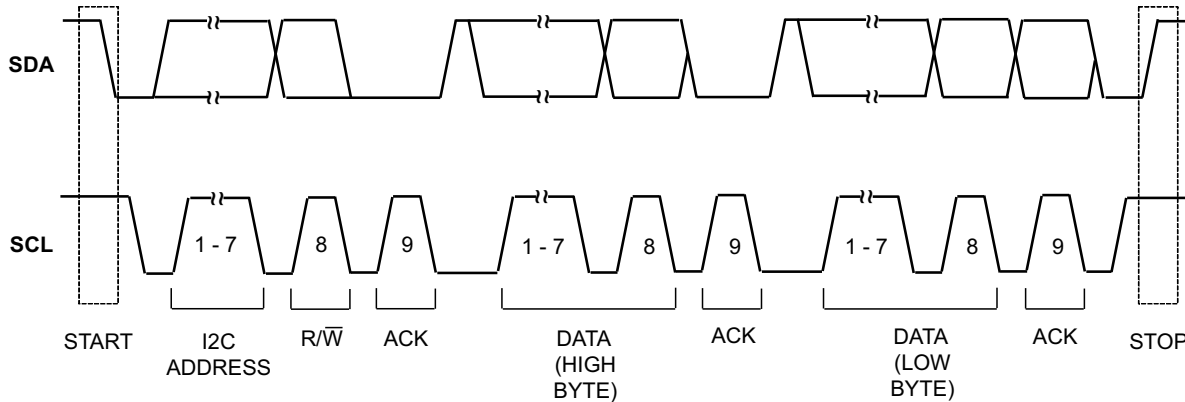 SDA
SCL
1 - 7
8
9
1 - 7
8
9
1 - 7
8
9
START
I2C
ADDRESS
R/W̅
ACK
DATA
(HIGH
BYTE)
ACK
DATA
(LOW
BYTE)
ACK
STOP